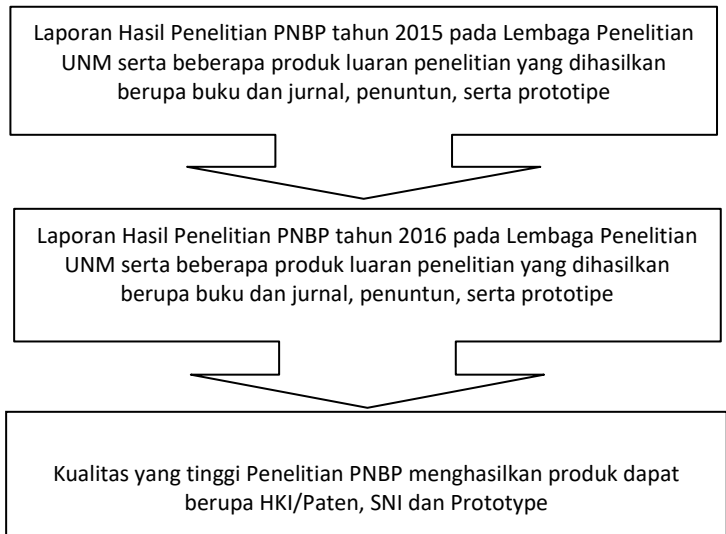 Laporan Hasil Penelitian PNBP tahun 2015 pada Lembaga Penelitian
UNM serta beberapa produk luaran penelitian yang dihasilkan
berupa buku dan jurnal, penuntun, serta prototipe
Laporan Hasil Penelitian PNBP tahun 2016 pada Lembaga Penelitian
UNM serta beberapa produk luaran penelitian yang dihasilkan
berupa buku dan jurnal, penuntun, serta prototipe
Kualitas yang tinggi Penelitian PNBP menghasilkan produk dapat
berupa HKI/Paten, SNI dan Prototype